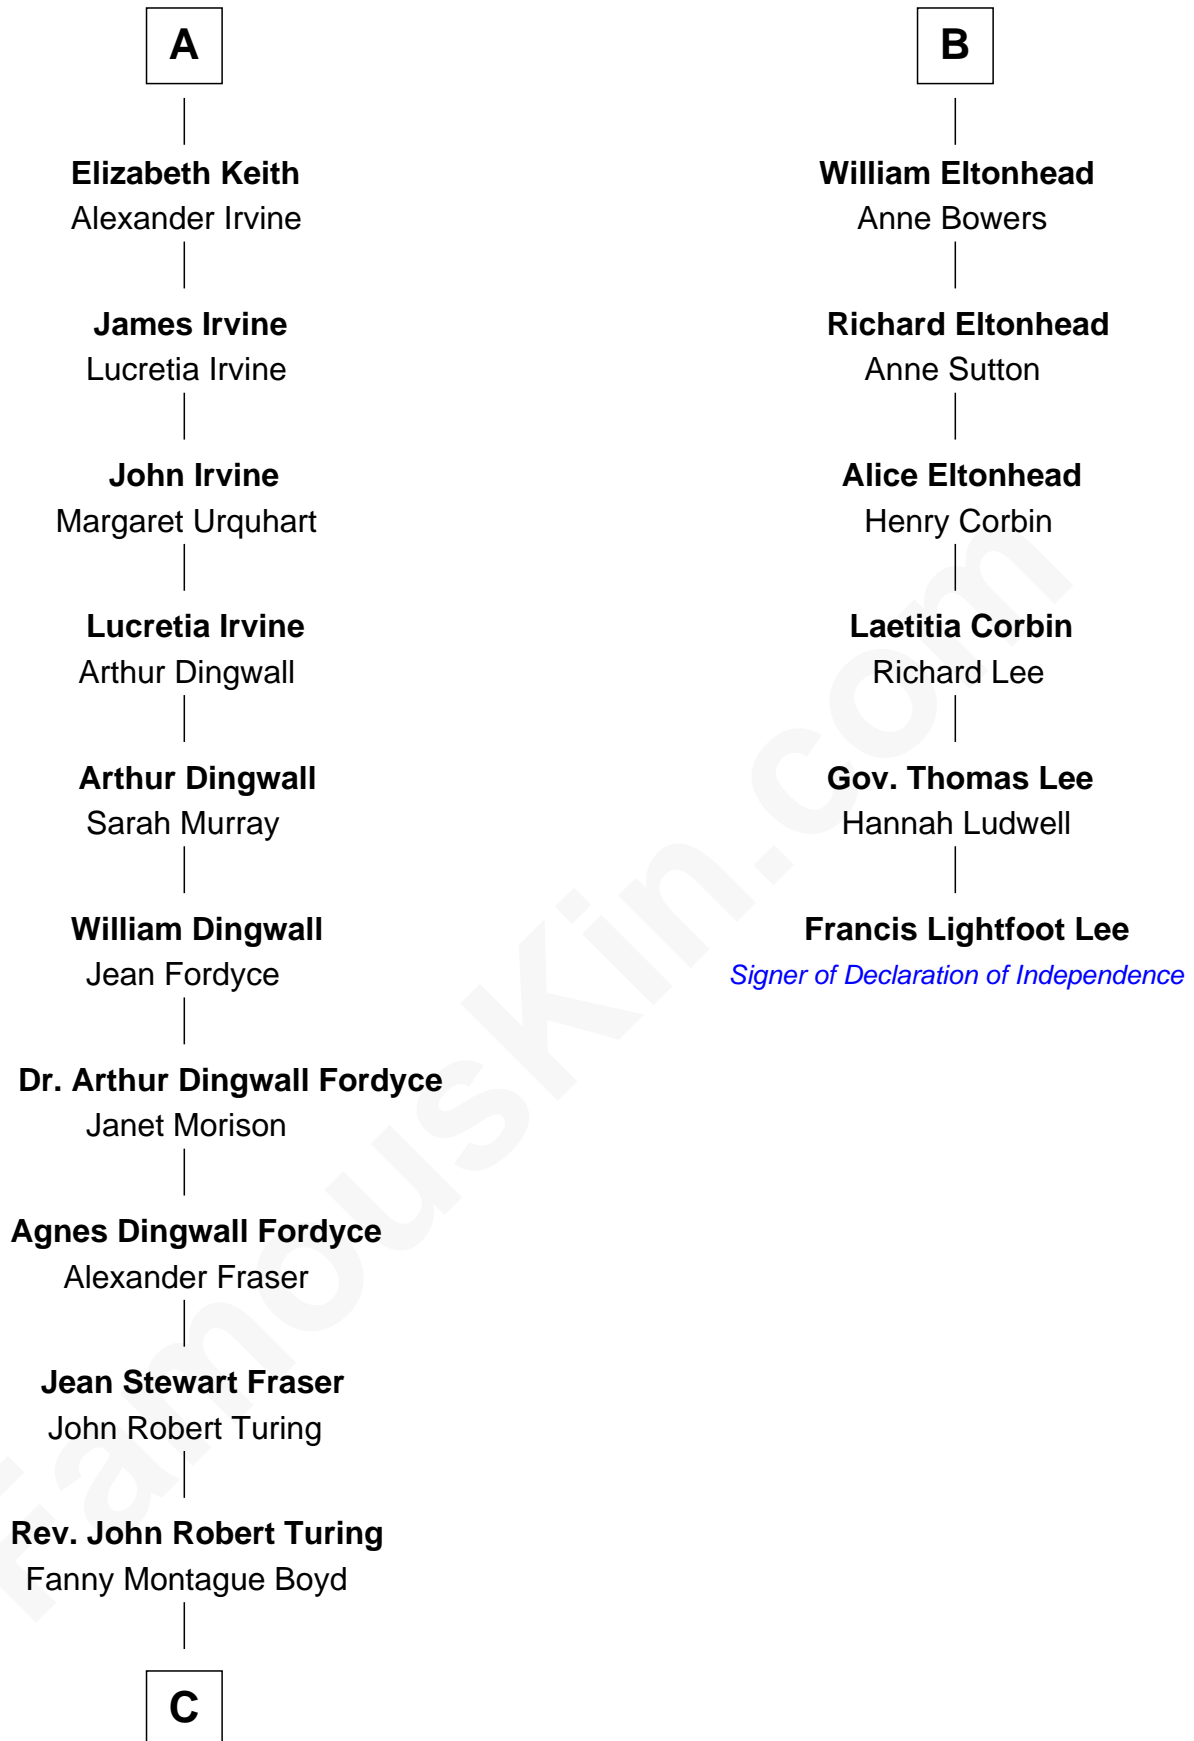 A
Elizabeth Keith
Alexander Irvine
James Irvine
Lucretia Irvine
John Irvine
Margaret Urquhart
Lucretia Irvine
Arthur Dingwall
Arthur Dingwall
Sarah Murray
William Dingwall
Jean Fordyce
Dr. Arthur Dingwall Fordyce
Janet Morison
Agnes Dingwall Fordyce
Alexander Fraser
Jean Stewart Fraser
John Robert Turing
Rev. John Robert Turing
Fanny Montague Boyd
C
B
William Eltonhead
Anne Bowers
Richard Eltonhead
Anne Sutton
Alice Eltonhead
Henry Corbin
Laetitia Corbin
Richard Lee
Gov. Thomas Lee
Hannah Ludwell
Francis Lightfoot Lee
Signer of Declaration of Independence
FamousKin.com